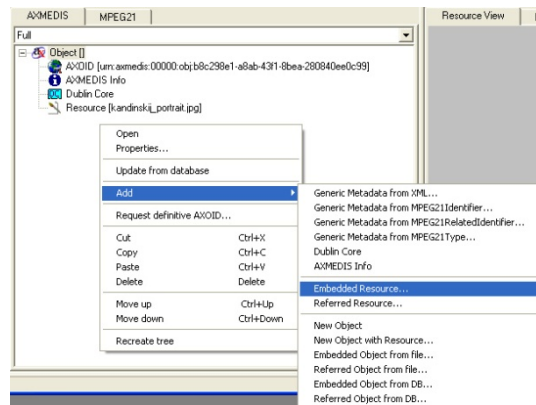 AXMEDIS MPEG21
Resource View
Full
Object []
AXOID [urn:axmedis:00000:obj:b8c298e1-a8ab-43f1-8bea-280840ee0c99]
AXMEDIS Info
Dublin Core
Resource [kandinskij_portrait.jpg]
Open
Properties...
Update from database
Add
Request definitive AXOID...
Cut Ctrl+X
Copy Ctrl+C
Paste Ctrl+V
Delete Delete
Move up Ctrl+Up
Move down Ctrl+Down
Recreate tree
Generic Metadata from XML...
Generic Metadata from MPEG21Identifier...
Generic Metadata from MPEG21RelatedIdentifier...
Generic Metadata from MPEG21Type...
Dublin Core
AXMEDIS Info
Embedded Resource...
Referred Resource...
New Object
New Object with Resource...
Embedded Object from file...
Referred Object from file...
Embedded Object from DB...
Referred Object from DB...